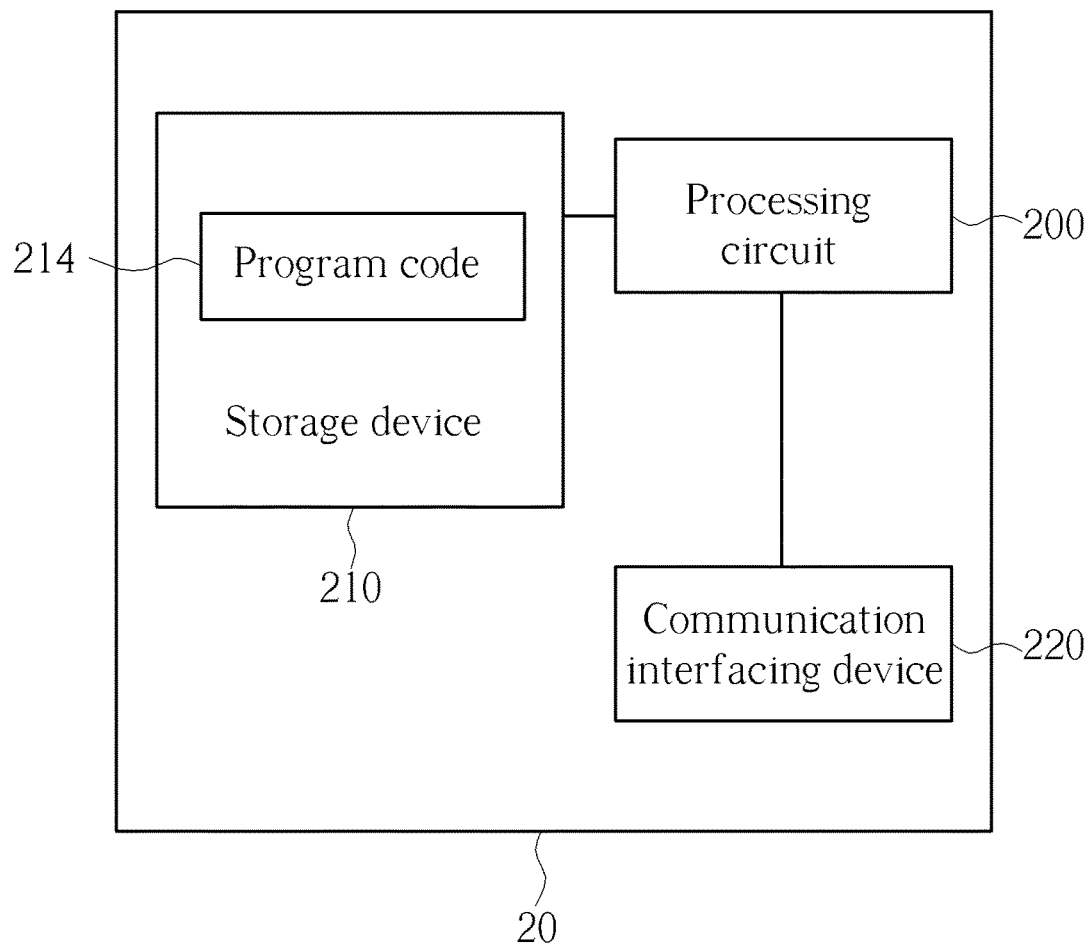 Processing
circuit
200
214
Program code
Storage device
210
Communication
interfacing device
220
20